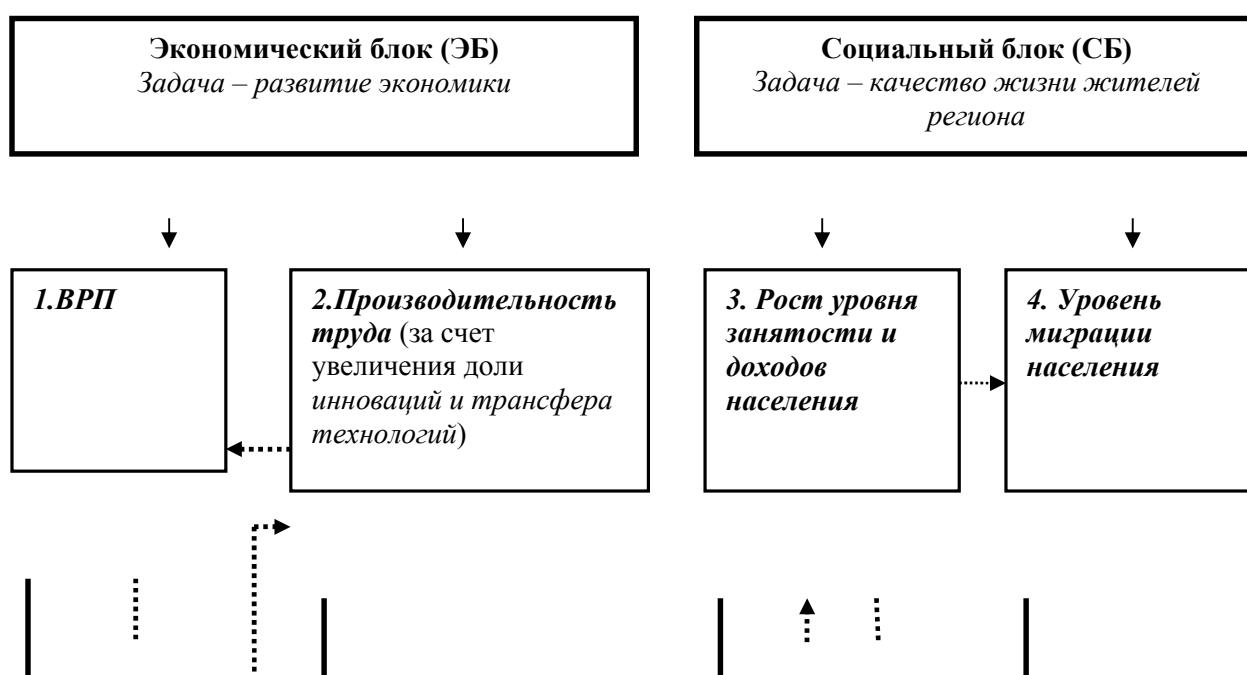 Экономический блок (ЭБ)
Задача – развитие экономики
Социальный блок (СБ)
Задача – качество жизни жителей
региона
1.ВРП
2.Производительность
труда (за счет
увеличения доли
инноваций и трансфера
технологий)
3. Рост уровня
занятости и
доходов
населения
4. Уровень
миграции
населения